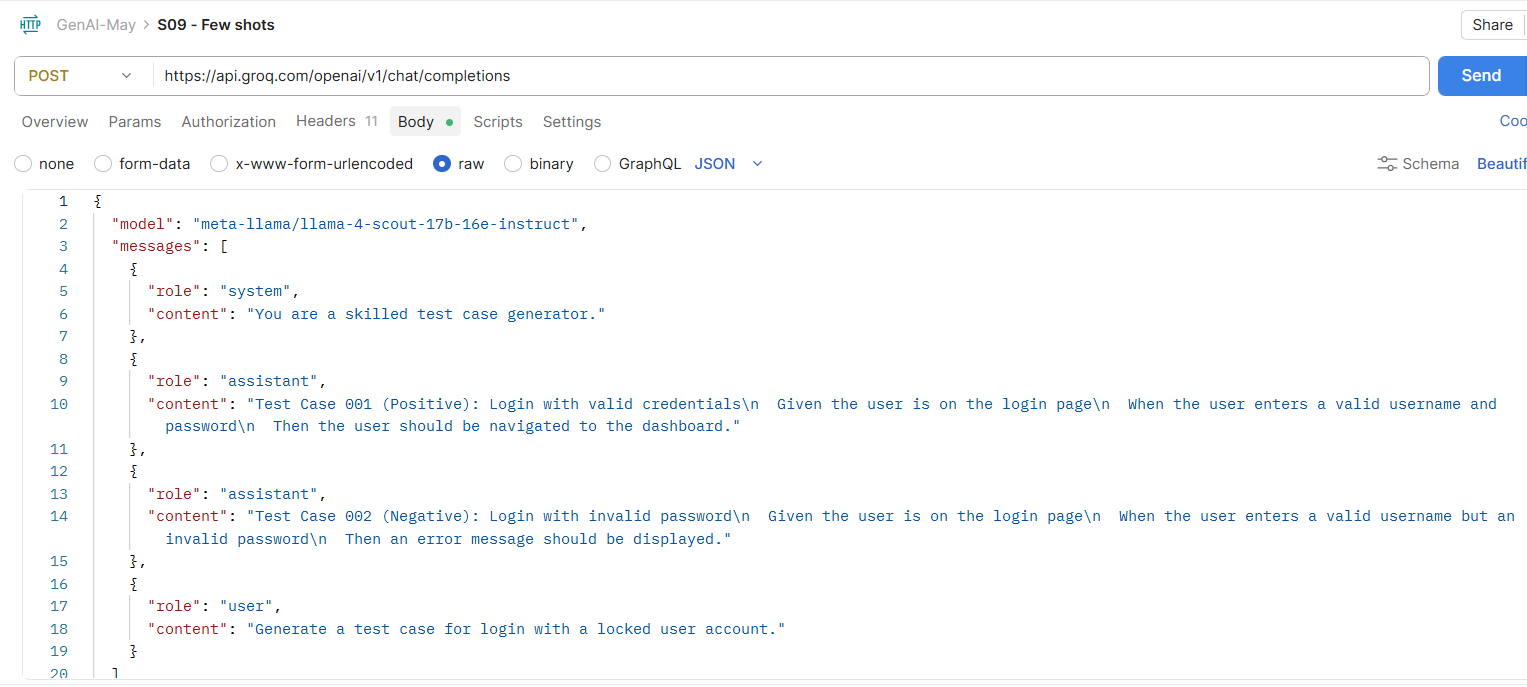 HTTP GenAI-May > S09 - Few shots Share
POST https://api.groq.com/openai/v1/chat/completions Send
Overview Params Authorization Headers 11 Body Scripts Settings Coo
none form-data x-www-form-urlencoded raw binary GraphQL JSON Schema Beautif
1 {
2 "model": "meta-llama/llama-4-scout-17b-16e-instruct",
3 "messages": [
4 {
5 "role": "system",
6 "content": "You are a skilled test case generator."
7 },
8 {
9 "role": "assistant",
10 "content": "Test Case 001 (Positive): Login with valid credentials\n  Given the user is on the login page\n  When the user enters a valid username and
password\n  Then the user should be navigated to the dashboard."
11 },
12 {
13 "role": "assistant",
14 "content": "Test Case 002 (Negative): Login with invalid password\n  Given the user is on the login page\n  When the user enters a valid username but an
invalid password\n  Then an error message should be displayed."
15 },
16 {
17 "role": "user",
18 "content": "Generate a test case for login with a locked user account."
19 }
20 ]